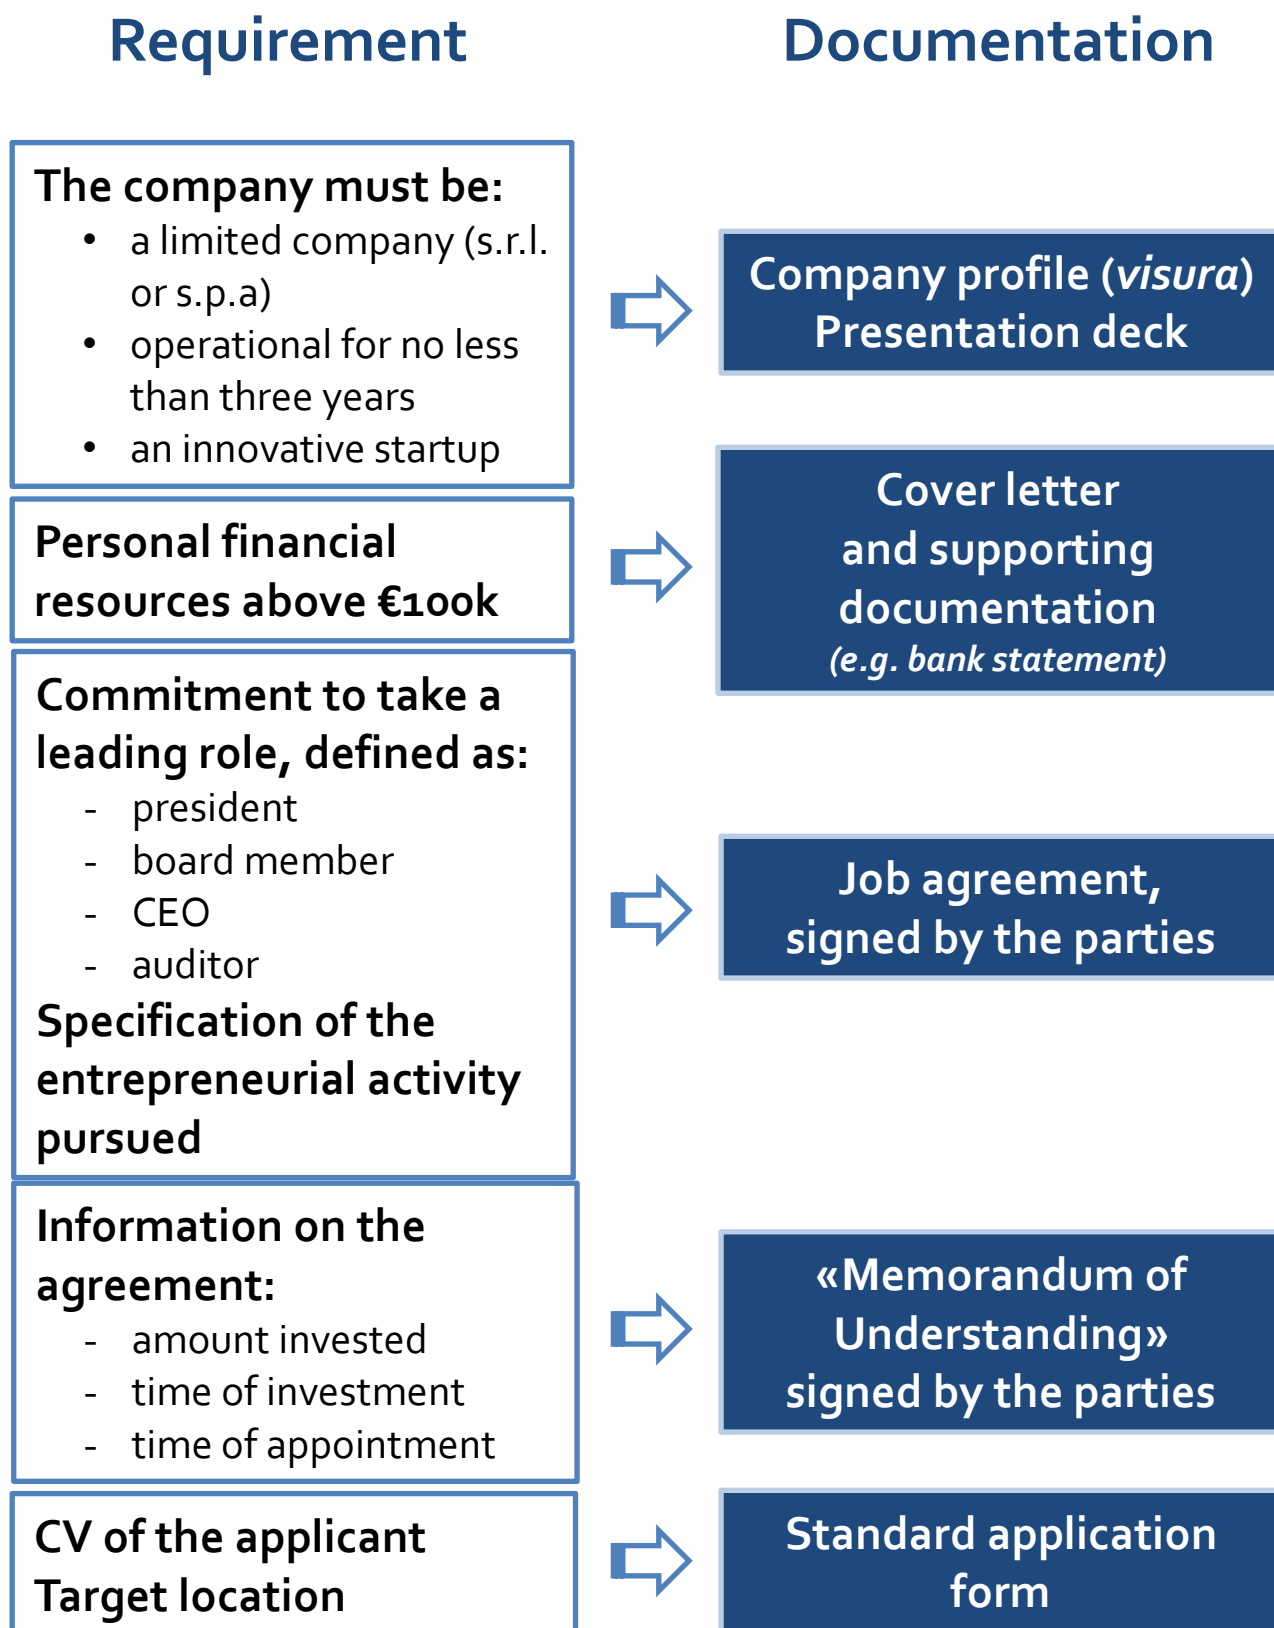 Requirement
Documentation
The company must be:
• a limited company (s.r.l.
or s.p.a)
• operational for no less
than three years
• an innovative startup
Company profile (visura)
Presentation deck
Personal financial
resources above €100k
Cover letter
and supporting
documentation
(e.g. bank statement)
Commitment to take a
leading role, defined as:
- president
- board member
- CEO
- auditor
Specification of the
entrepreneurial activity
pursued
Job agreement,
signed by the parties
Information on the
agreement:
- amount invested
- time of investment
- time of appointment
«Memorandum of
Understanding»
signed by the parties
CV of the applicant
Target location
Standard application
form